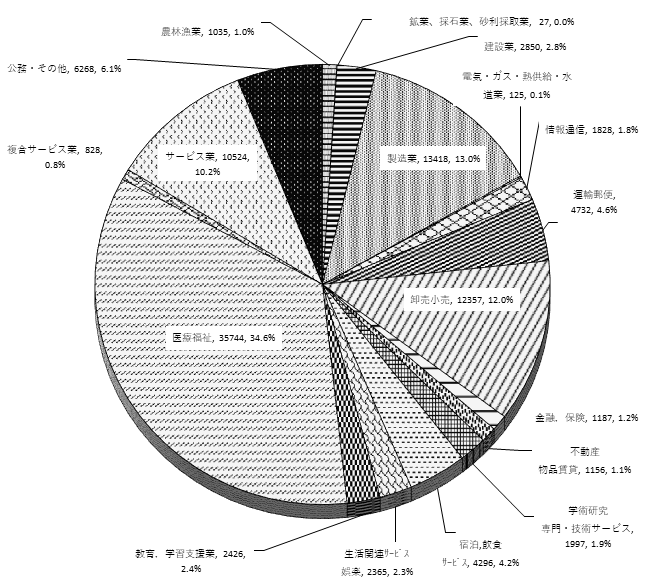 鉱業、採石業、砂利採取業, 27, 0.0%
農林漁業, 1035, 1.0%
建設業, 2850, 2.8%
公務・その他, 6268, 6.1%
電気・ガス・熱供給・水
道業, 125, 0.1%
情報通信, 1828, 1.8%
複合サービス業, 828,
0.8%
サービス業, 10524,
10.2%
製造業, 13418, 13.0%
運輸郵便,
4732, 4.6%
卸売小売, 12357, 12.0%
医療福祉, 35744, 34.6%
金融、保険, 1187, 1.2%
不動産
物品賃貸, 1156, 1.1%
学術研究
専門・技術サービス,
1997, 1.9%
宿泊,飲食
ｻｰﾋﾞｽ, 4296, 4.2%
生活関連ｻｰﾋﾞｽ
娯楽, 2365, 2.3%
教育、学習支援業, 2426,
2.4%